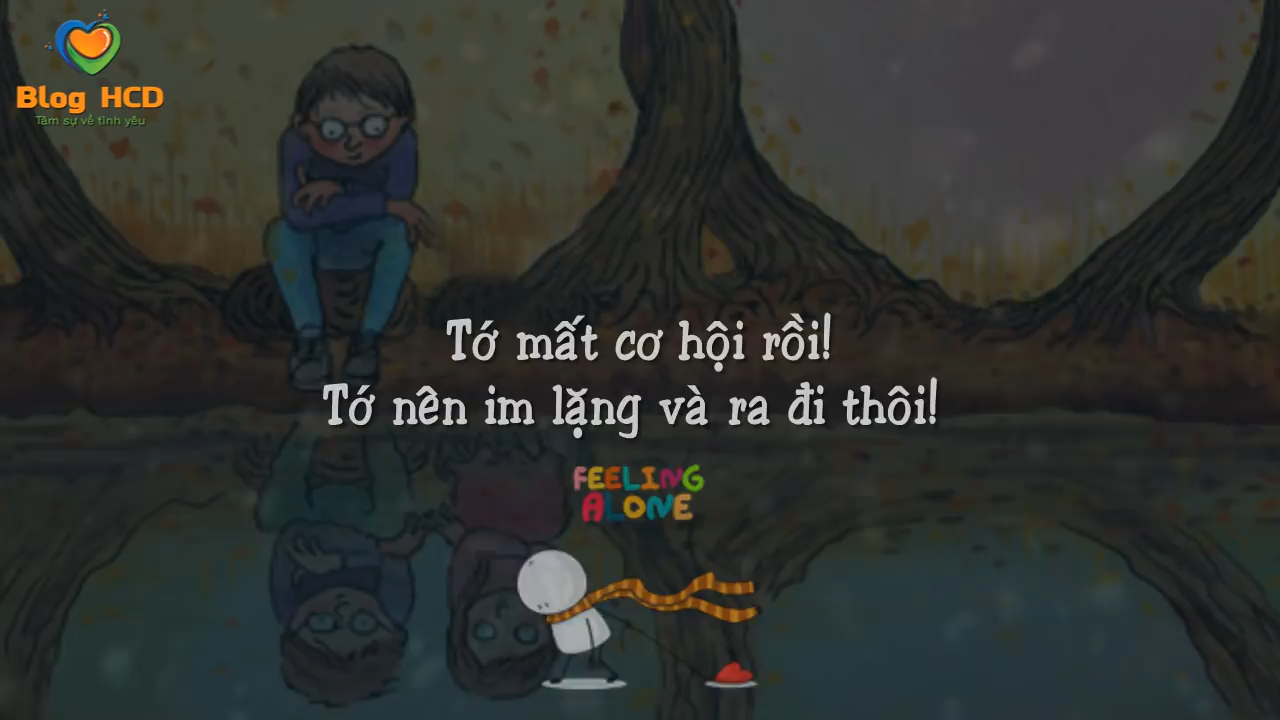 Blog HCD
Tâm sự về tình yêu
Tớ mất cơ hội rồi!
Tớ nên im lặng và ra đi thôi!
FEELING
ALONE